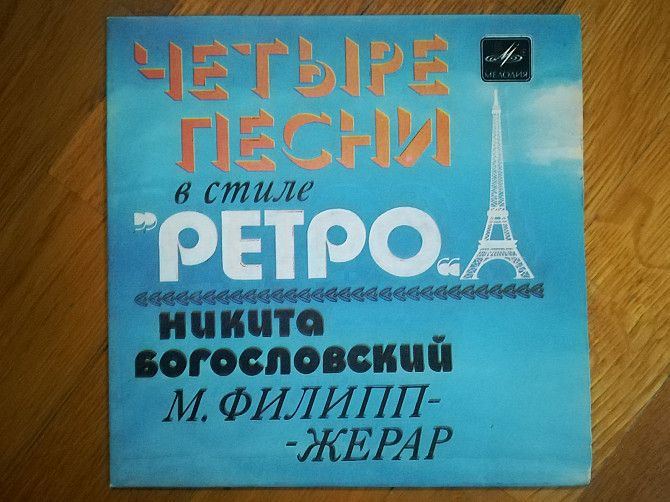 ЧЕТЫРЕ
МЕЛОДИЯ
ПЕСНИ
в стиле
„РЕТРО“
НИКИТА
БОГОСЛОВСКИЙ
М. ФИЛИПП-
-ЖЕРАР